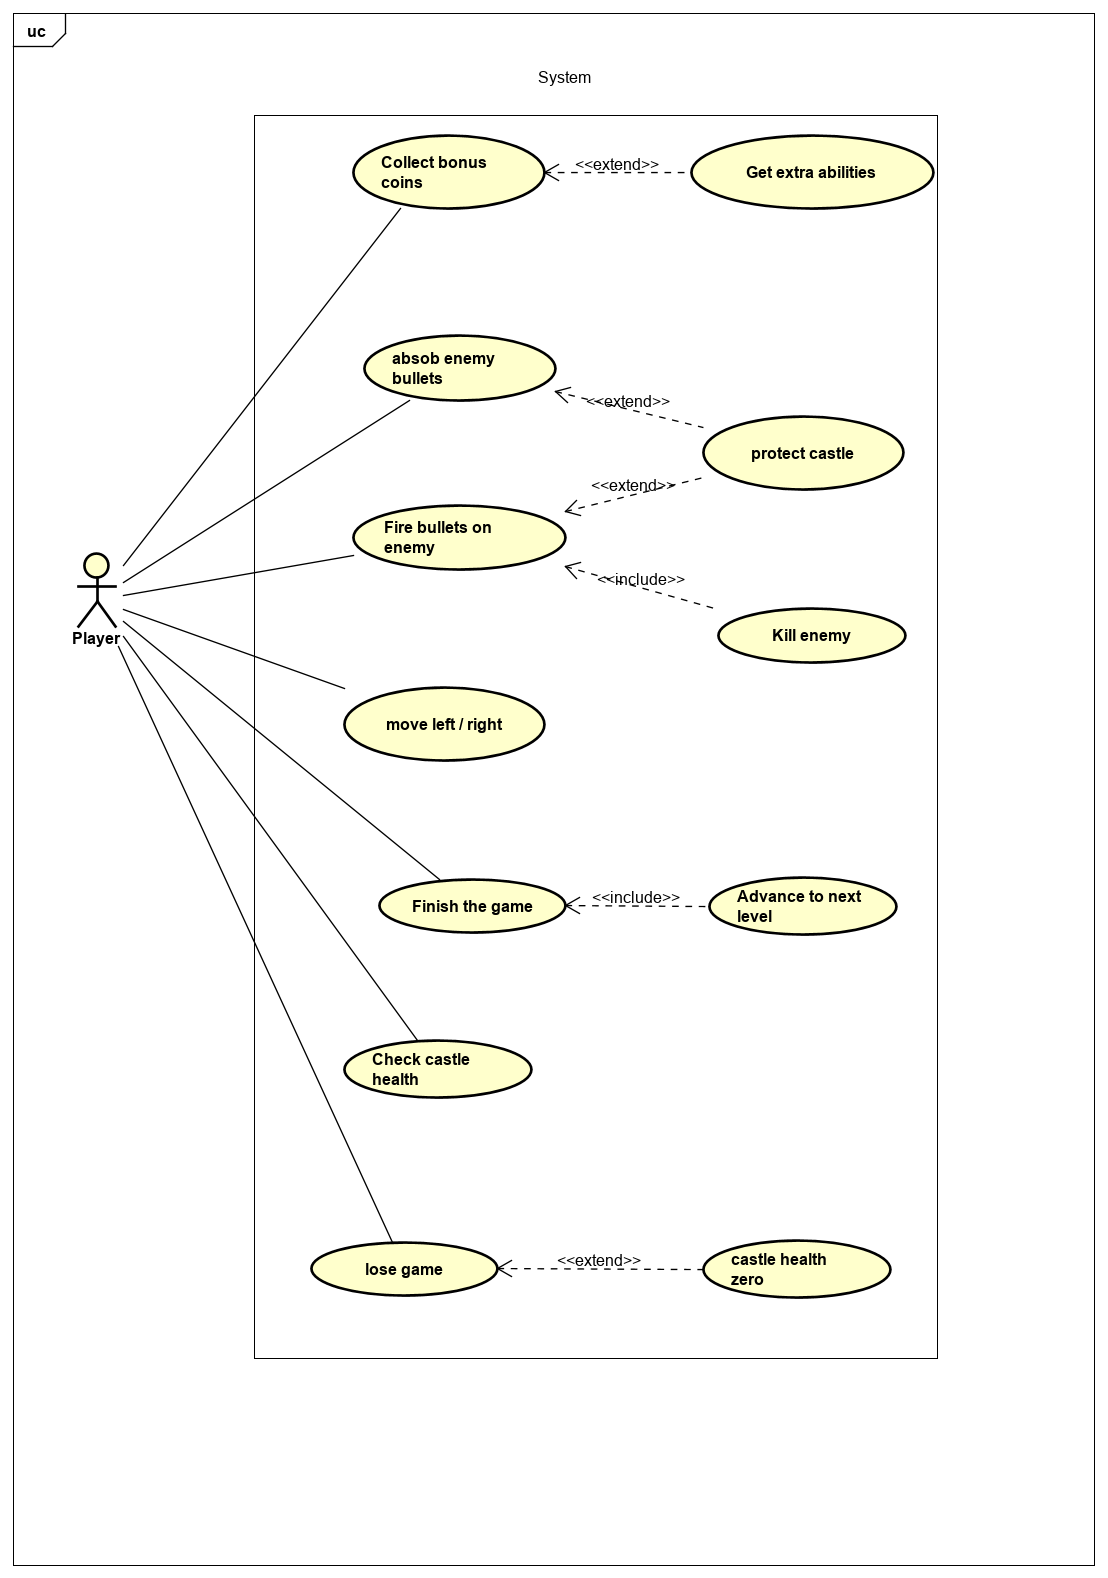 uc
System
Collect bonus
coins
<<extend>>
Get extra abilities
absob enemy
bullets
<<extend>>
protect castle
<<extend>>
Fire bullets on
enemy
<<include>>
Kill enemy
Player
move left / right
Finish the game
<<include>>
Advance to next
level
Check castle
health
lose game
<<extend>>
castle health
zero